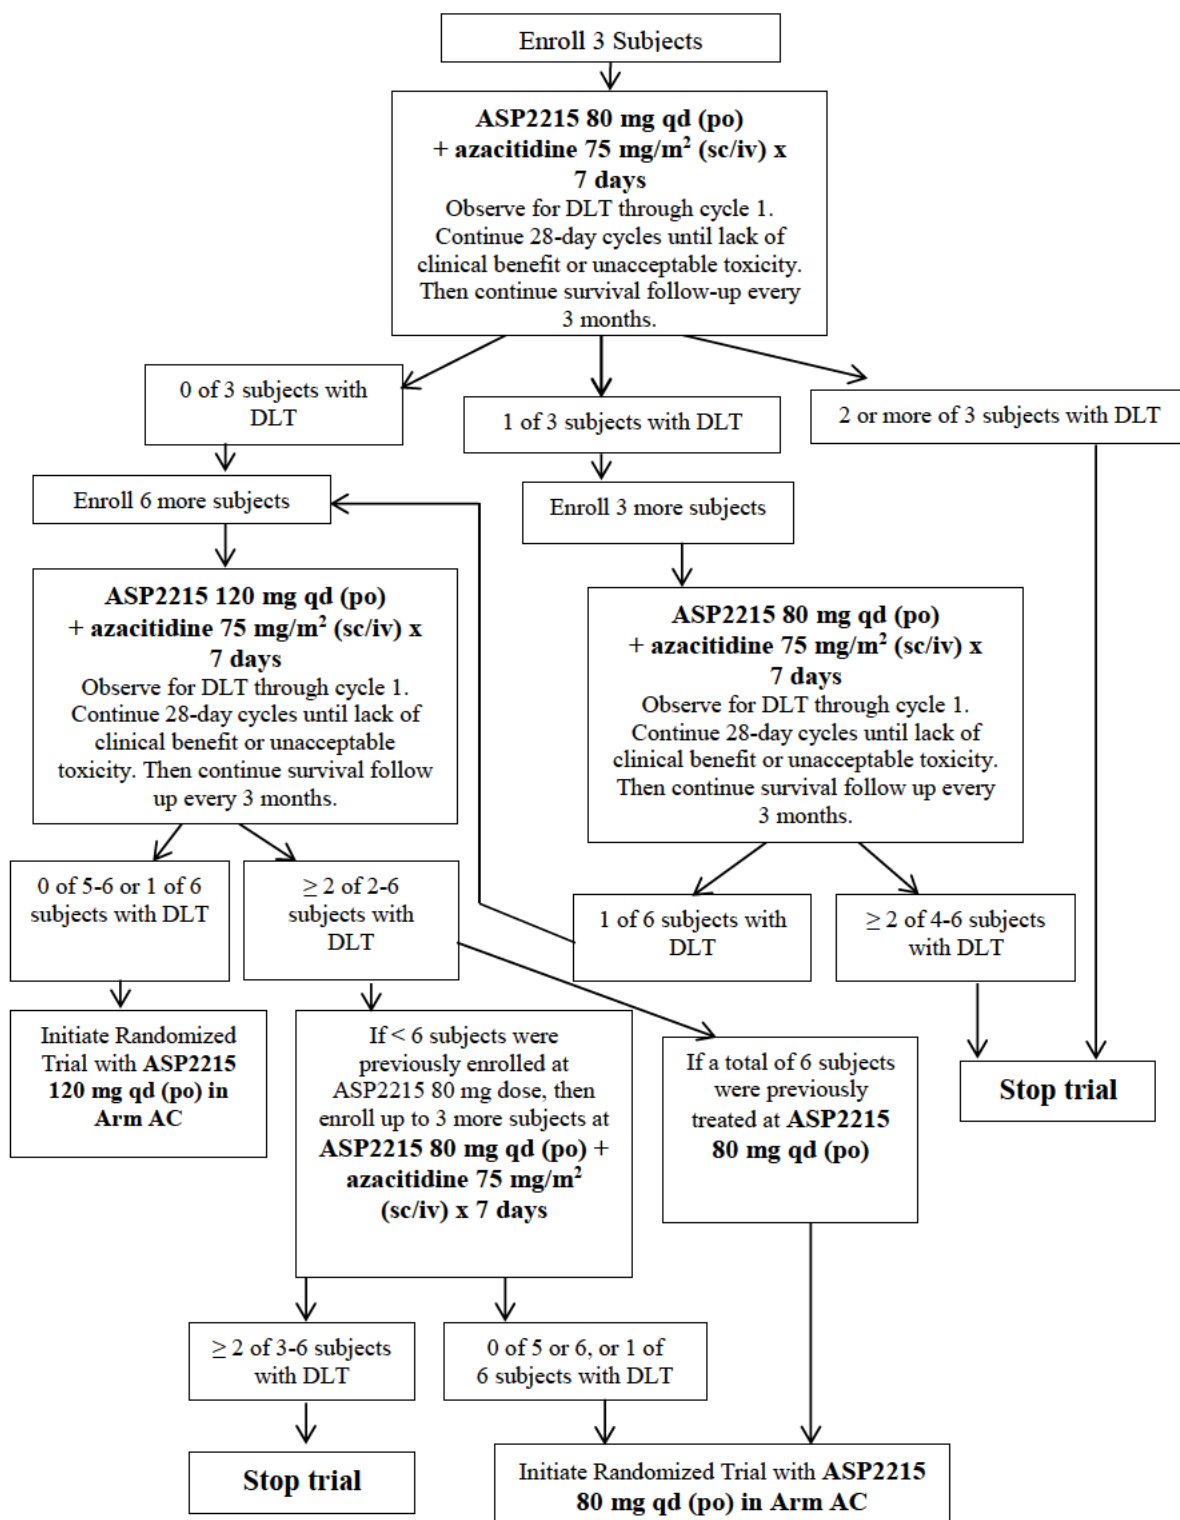 Enroll 3 Subjects
ASP2215 80 mg qd (po)
+ azacitidine 75 mg/m² (sc/iv) x
7 days
Observe for DLT through cycle 1.
Continue 28-day cycles until lack of
clinical benefit or unacceptable toxicity.
Then continue survival follow-up every
3 months.
0 of 3 subjects with
DLT
1 of 3 subjects with DLT
2 or more of 3 subjects with DLT
Enroll 6 more subjects
Enroll 3 more subjects
ASP2215 120 mg qd (po)
+ azacitidine 75 mg/m² (sc/iv) x
7 days
Observe for DLT through cycle 1.
Continue 28-day cycles until lack of
clinical benefit or unacceptable
toxicity. Then continue survival follow
up every 3 months.
ASP2215 80 mg qd (po)
+ azacitidine 75 mg/m² (sc/iv) x
7 days
Observe for DLT through cycle 1.
Continue 28-day cycles until lack of
clinical benefit or unacceptable toxicity.
Then continue survival follow up every
3 months.
0 of 5-6 or 1 of 6
subjects with DLT
≥ 2 of 2-6
subjects with
DLT
1 of 6 subjects with
DLT
≥ 2 of 4-6 subjects
with DLT
Initiate Randomized
Trial with ASP2215
120 mg qd (po) in
Arm AC
If < 6 subjects were
previously enrolled at
ASP2215 80 mg dose, then
enroll up to 3 more subjects at
ASP2215 80 mg qd (po) +
azacitidine 75 mg/m²
(sc/iv) x 7 days
If a total of 6 subjects
were previously
treated at ASP2215
80 mg qd (po)
Stop trial
≥ 2 of 3-6 subjects
with DLT
0 of 5 or 6, or 1 of
6 subjects with DLT
Stop trial
Initiate Randomized Trial with ASP2215
80 mg qd (po) in Arm AC